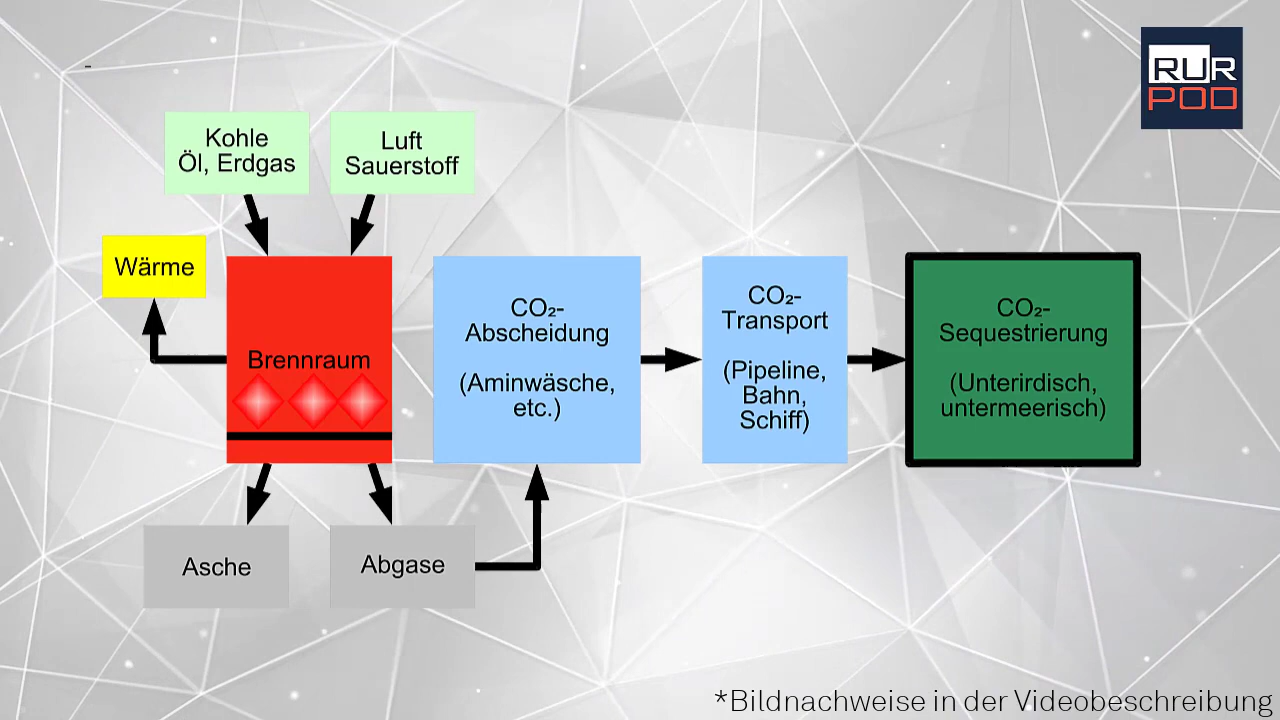 RUR
POD
Kohle
Öl, Erdgas
Luft
Sauerstoff
Wärme
Brennraum
CO₂-
Abscheidung
(Aminwäsche,
etc.)
CO₂-
Transport
(Pipeline,
Bahn,
Schiff)
CO₂-
Sequestrierung
(Unterirdisch,
untermeerisch)
Asche
Abgase
*Bildnachweise in der Videobeschreibung